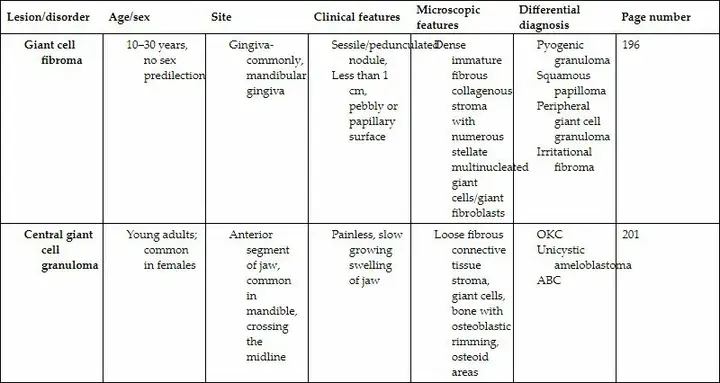 Lesion/disorder
Age/sex
Site
Clinical features
Microscopic
features
Differential
diagnosis
Page number
Giant cell
fibroma
10–30 years,
no sex
predilection
Gingiva-
commonly,
mandibular
gingiva
Sessile/pedunculated
nodule,
Less than 1
cm,
pebbly or
papillary
surface
Dense
immature
fibrous
collagenous
stroma
with
numerous
stellate
multinucleated
giant
cells/giant
fibroblasts
Pyogenic
granuloma
Squamous
papilloma
Peripheral
giant cell
granuloma
Irritational
fibroma
196
Central giant
cell
granuloma
Young adults;
common
in females
Anterior
segment
of jaw,
common
in
mandible,
crossing
the
midline
Painless, slow
growing
swelling
of jaw
Loose fibrous
connective
tissue
stroma,
giant cells,
bone with
osteoblastic
rimming,
osteoid
areas
OKC
Unicystic
ameloblastoma
ABC
201